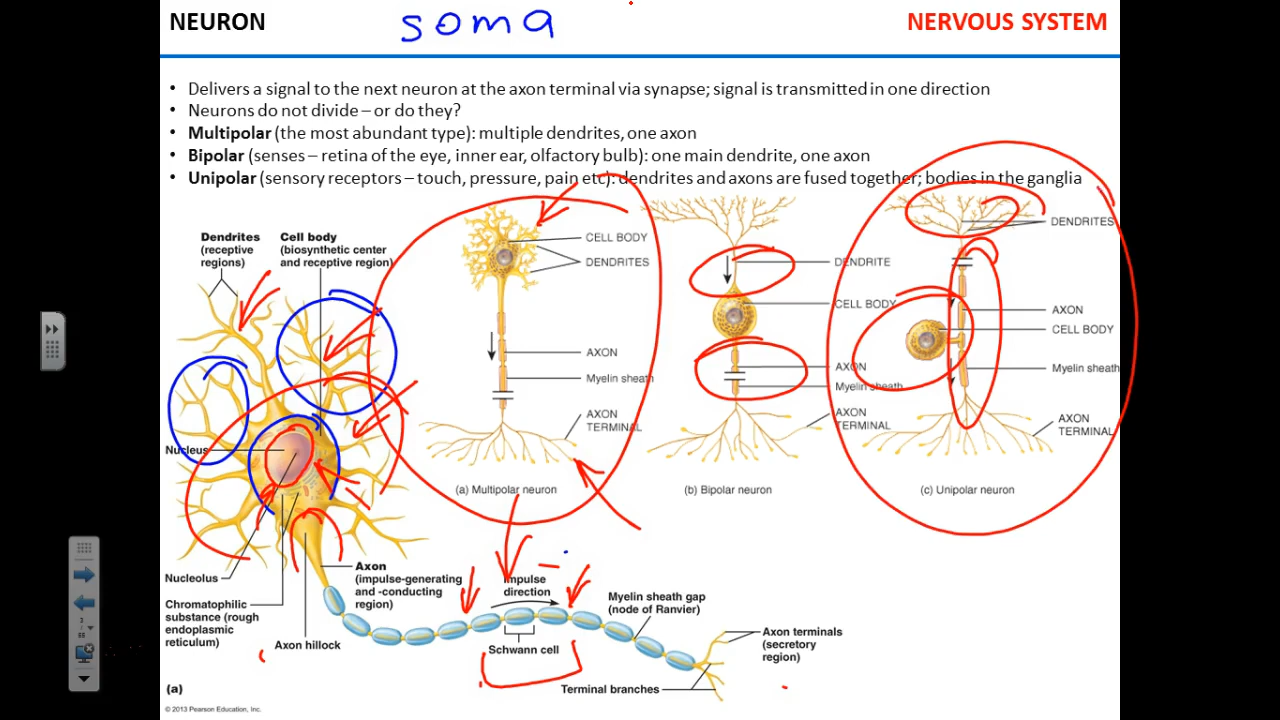 NEURON
soma
NERVOUS SYSTEM
• Delivers a signal to the next neuron at the axon terminal via synapse; signal is transmitted in one direction
• Neurons do not divide – or do they?
• Multipolar (the most abundant type): multiple dendrites, one axon
• Bipolar (senses – retina of the eye, inner ear, olfactory bulb): one main dendrite, one axon
• Unipolar (sensory receptors – touch, pressure, pain etc): dendrites and axons are fused together; bodies in the ganglia
Dendrites
(receptive
regions)
Cell body
(biosynthetic center
and receptive region)
Nucleus
Nucleolus
Chromatophilic
substance (rough
endoplasmic
reticulum)
Axon hillock
Axon
(impulse-generating
and -conducting
region)
Impulse
direction
Schwann cell
Myelin sheath gap
(node of Ranvier)
Terminal branches
Axon terminals
(secretory
region)
(a)
© 2013 Pearson Education, Inc.
CELL BODY
DENDRITES
AXON
Myelin sheath
AXON
TERMINAL
(a) Multipolar neuron
DENDRITE
CELL BODY
AXON
Myelin sheath
AXON
TERMINAL
(b) Bipolar neuron
DENDRITES
AXON
CELL BODY
Myelin sheath
AXON
TERMINAL
(c) Unipolar neuron
3
/